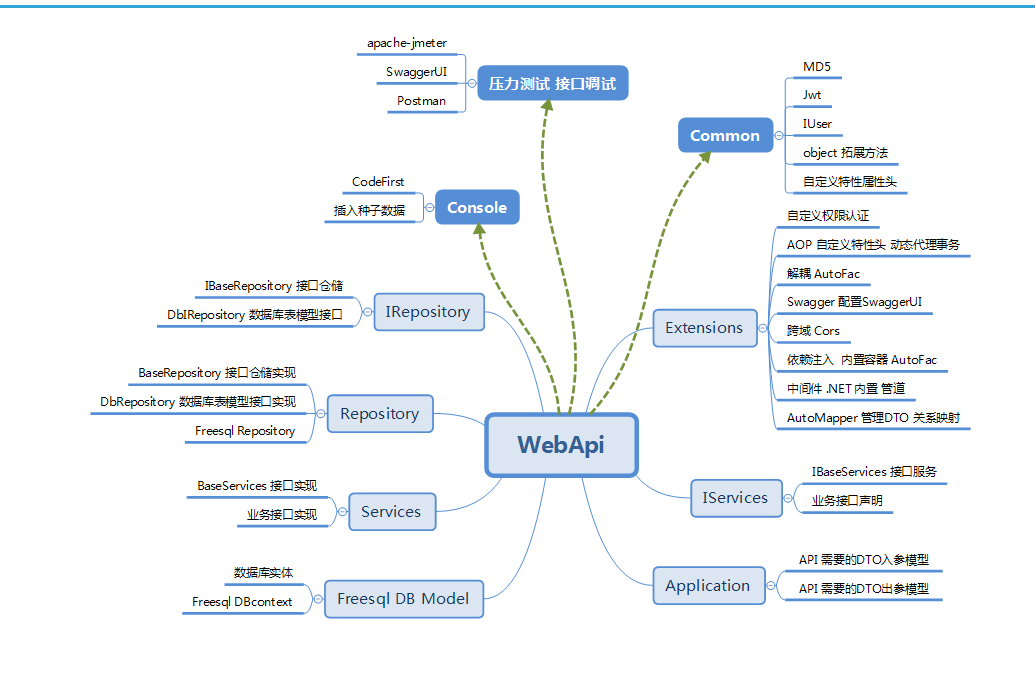 apache-jmeter
SwaggerUI
Postman
压力测试 接口调试
CodeFirst
插入种子数据
Console
IBaseRepository 接口仓储
DbIRepository 数据库表模型接口
IRepository
BaseRepository 接口仓储实现
DbRepository 数据库表模型接口实现
Freesql Repository
Repository
BaseServices 接口实现
业务接口实现
Services
数据库实体
Freesql DBcontext
Freesql DB Model
WebApi
Common
MD5
Jwt
IUser
object 拓展方法
自定义特性属性头
Extensions
自定义权限认证
AOP 自定义特性头 动态代理事务
解耦 AutoFac
Swagger 配置SwaggerUI
跨域 Cors
依赖注入 内置容器 AutoFac
中间件 .NET 内置 管道
AutoMapper 管理DTO 关系映射
IServices
IBaseServices 接口服务
业务接口声明
Application
API 需要的DTO入参模型
API 需要的DTO出参模型